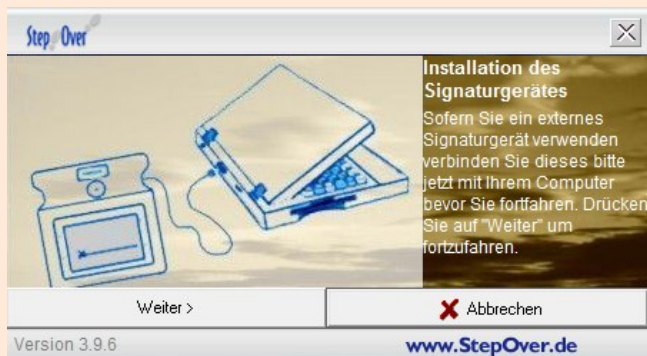 Step Over
Installation des
Signaturgerätes
Sofern Sie ein externes
Signaturgerät verwenden
verbinden Sie dieses bitte
jetzt mit Ihrem Computer
bevor Sie fortfahren. Drücken
Sie auf "Weiter" um
fortzufahren.
Weiter >
Abbrechen
Version 3.9.6
www.StepOver.de